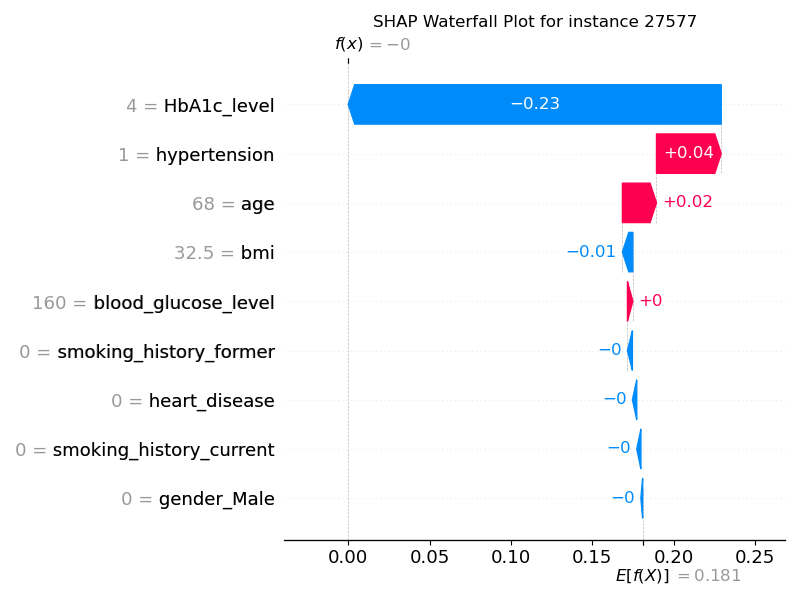 SHAP Waterfall Plot for instance 27577
f(x) = −0
4 = HbA1c_level −0.23
1 = hypertension +0.04
68 = age +0.02
32.5 = bmi −0.01
160 = blood_glucose_level +0
0 = smoking_history_former −0
0 = heart_disease −0
0 = smoking_history_current −0
0 = gender_Male −0
0.00 0.05 0.10 0.15 0.20 0.25
E[f(X)] = 0.181